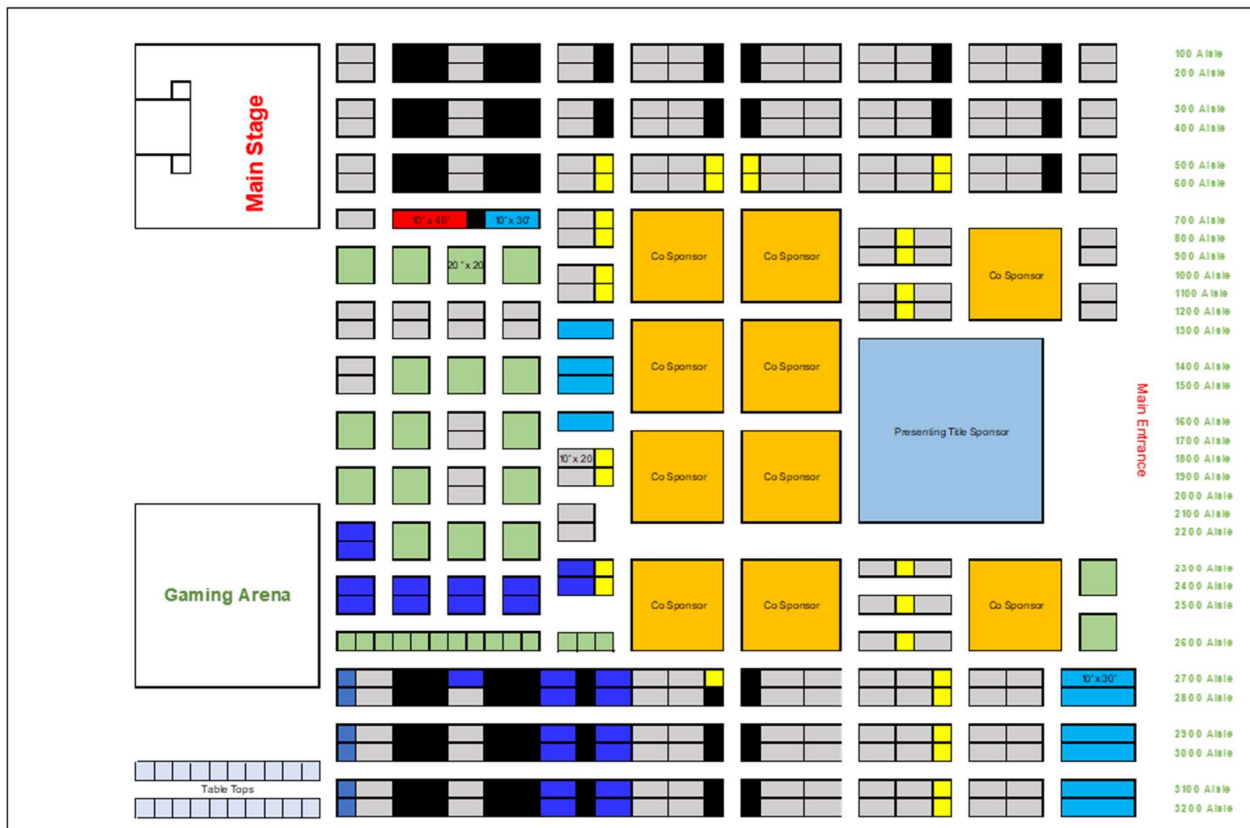 100 Aisle
200 Aisle
Main Stage
300 Aisle
400 Aisle
500 Aisle
600 Aisle
10' x 40'
10' x 30'
700 Aisle
800 Aisle
Co Sponsor
Co Sponsor
Co Sponsor
900 Aisle
20 ' x 20
1000 Aisle
1100 Aisle
1200 Aisle
1300 Aisle
Co Sponsor
Co Sponsor
1400 Aisle
1500 Aisle
Main Entrance
1600 Aisle
Co Sponsor
Co Sponsor
Presenting Title Sponsor
1700 Aisle
10' x 20
1800 Aisle
1900 Aisle
2000 Aisle
2100 Aisle
2200 Aisle
2300 Aisle
2400 Aisle
Gaming Arena
Co Sponsor
Co Sponsor
Co Sponsor
2500 Aisle
2600 Aisle
10' x 30'
2700 Aisle
2800 Aisle
2900 Aisle
3000 Aisle
Table Tops
3100 Aisle
3200 Aisle